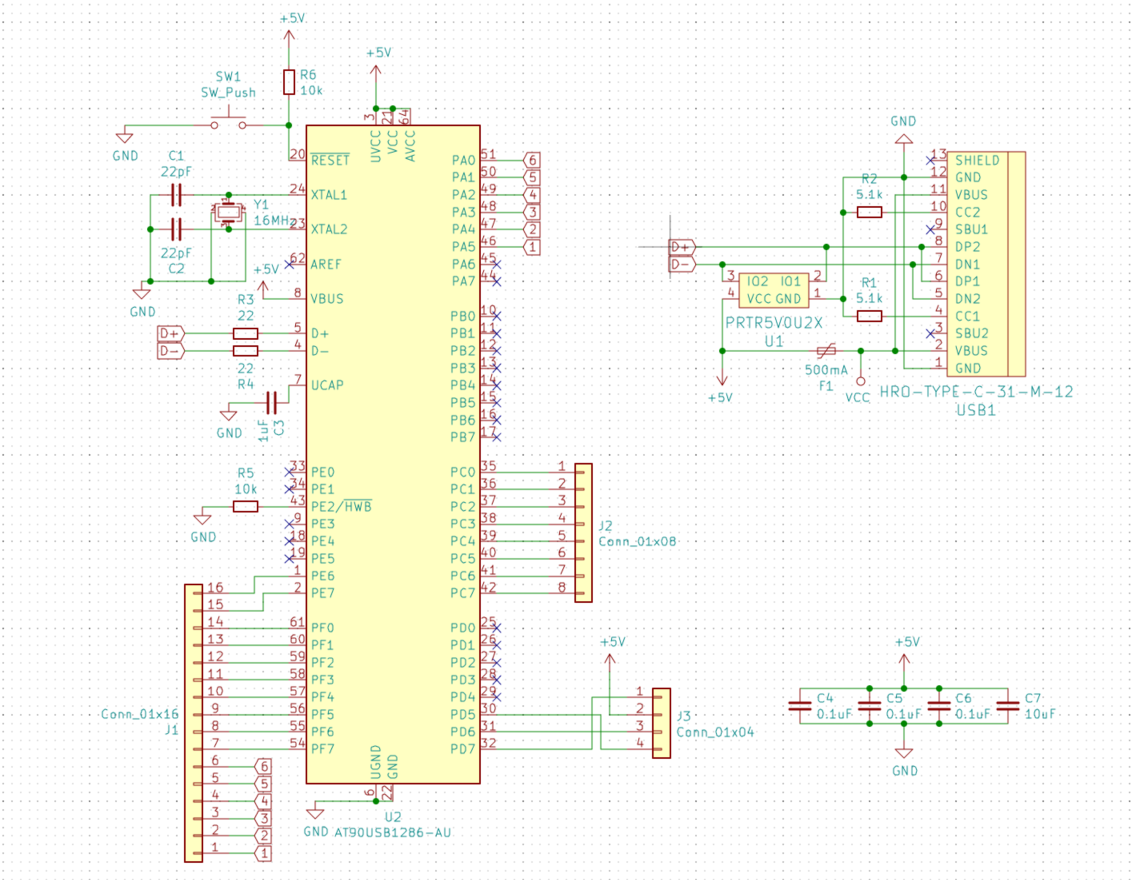 +5V
R6
10k
SW1
SW_Push
GND
+5V
3
21
64
UVCC
VCC
AVCC
20
RESET
C1
22pF
24
XTAL1
Y1
16MHz
23
XTAL2
22pF
C2
GND
62
AREF
+5V
8
VBUS
R3
22
D+
5
D+
D-
4
D-
22
R4
7
UCAP
GND
1uF
C3
33
PE0
34
PE1
R5
10k
43
PE2/HWB
GND
9
PE3
18
PE4
19
PE5
1
PE6
2
PE7
61
PF0
60
PF1
59
PF2
58
PF3
57
PF4
56
PF5
55
PF6
54
PF7
16
15
14
13
12
11
10
9
8
7
6
6
5
5
4
4
3
3
2
2
1
1
Conn_01x16
J1
UGND
GND
6
22
GND
U2
AT90USB1286-AU
PA0
51
6
PA1
50
5
PA2
49
4
PA3
48
3
PA4
47
2
PA5
46
1
PA6
45
PA7
44
PB0
10
PB1
11
PB2
12
PB3
13
PB4
14
PB5
15
PB6
16
PB7
17
PC0
35
1
PC1
36
2
PC2
37
3
PC3
38
4
PC4
39
5
PC5
40
6
PC6
41
7
PC7
42
8
J2
Conn_01x08
PD0
25
PD1
26
PD2
27
PD3
28
PD4
29
PD5
30
PD6
31
PD7
32
+5V
1
2
3
4
J3
Conn_01x04
GND
13
SHIELD
12
GND
11
VBUS
10
CC2
9
SBU1
8
DP2
7
DN1
6
DP1
5
DN2
4
CC1
3
SBU2
2
VBUS
1
GND
HRO-TYPE-C-31-M-12
USB1
R2
5.1k
R1
5.1k
D+
D-
3
IO2
IO1
2
4
VCC
GND
1
PRTR5V0U2X
U1
500mA
F1
VCC
+5V
+5V
C4
0.1uF
C5
0.1uF
C6
0.1uF
C7
10uF
GND